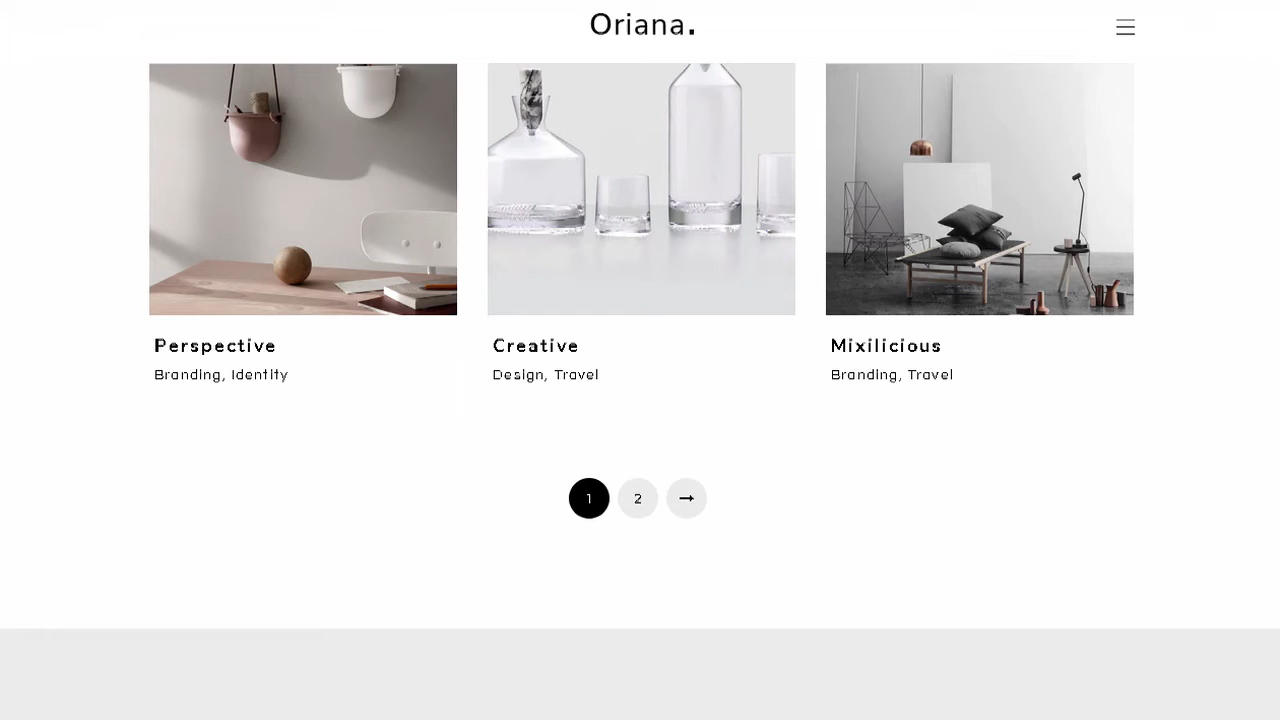 Oriana.
Perspective
Branding, Identity
Creative
Design, Travel
Mixilicious
Branding, Travel
1
2
→